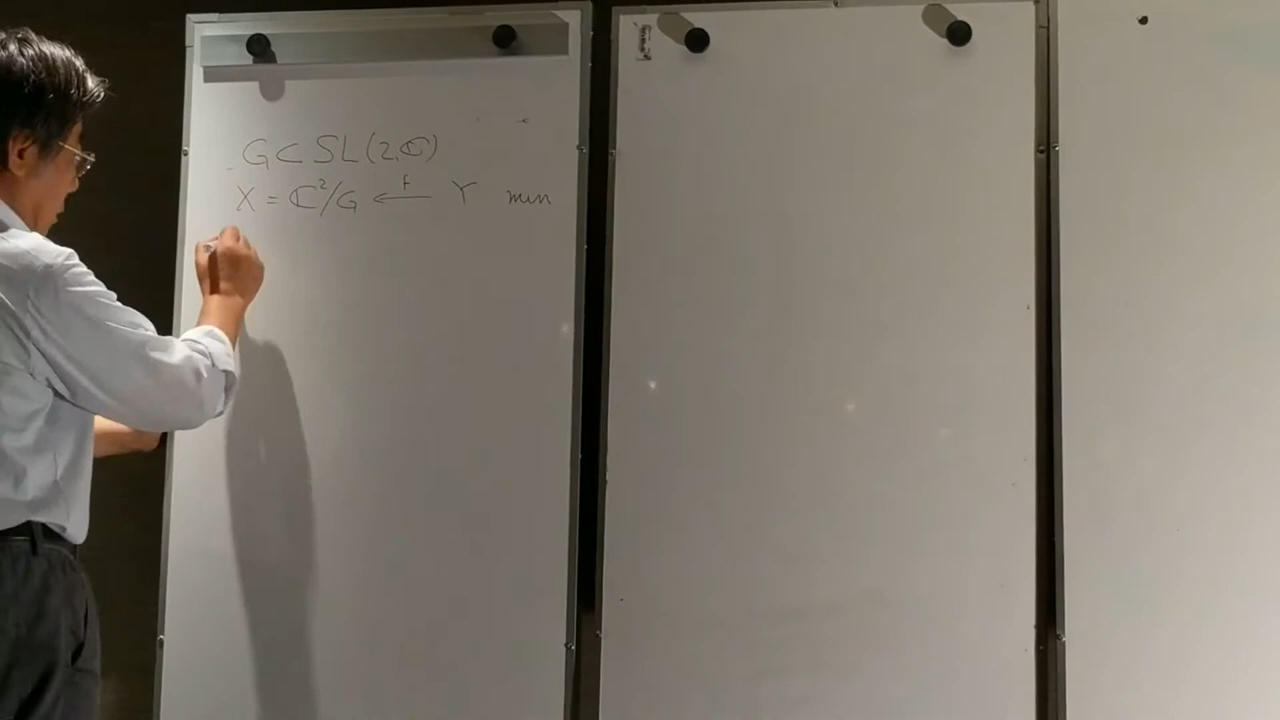 G ⊂ SL(2, ℂ)
X = ℂ²/G ←f Y min